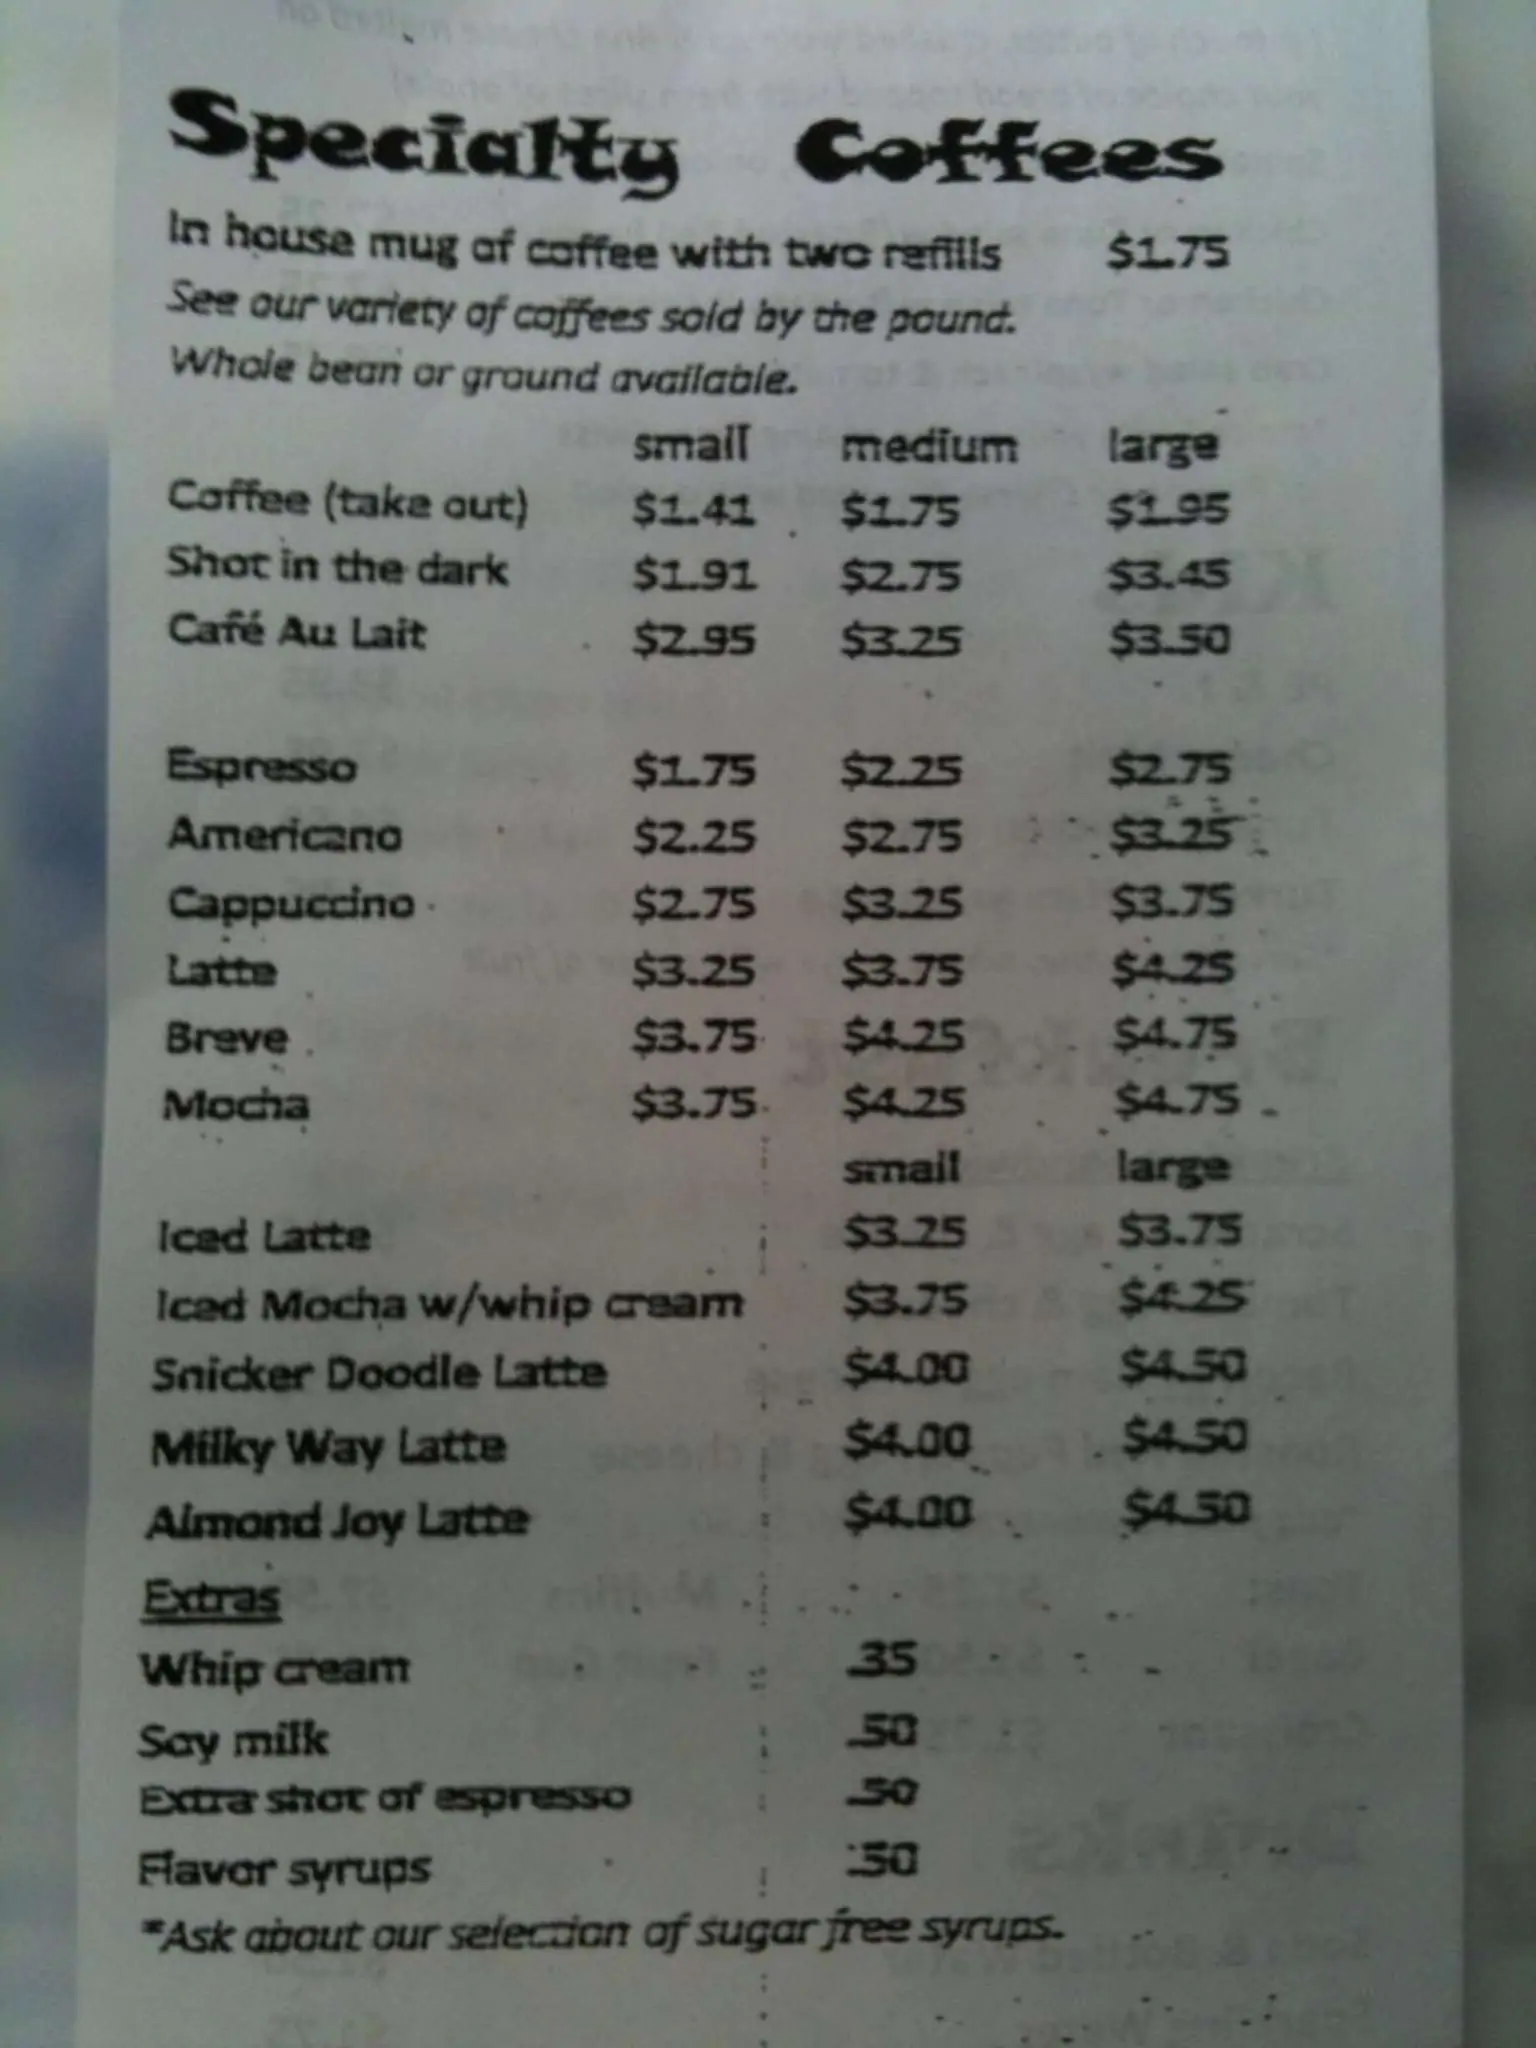 Specialty Coffees
In house mug of coffee with two refills $1.75
See our variety of coffees sold by the pound.
Whole bean or ground available.
small medium large
Coffee (take out) $1.41 $1.75 $1.95
Shot in the dark $1.91 $2.75 $3.45
Café Au Lait $2.95 $3.25 $3.50
Espresso $1.75 $2.25 $2.75
Americano $2.25 $2.75 $3.25
Cappuccino $2.75 $3.25 $3.75
Latte $3.25 $3.75 $4.25
Breve $3.75 $4.25 $4.75
Mocha $3.75 $4.25 $4.75
small large
Iced Latte $3.25 $3.75
Iced Mocha w/whip cream $3.75 $4.25
Snicker Doodle Latte $4.00 $4.50
Milky Way Latte $4.00 $4.50
Almond Joy Latte $4.00 $4.50
Extras
Whip cream .35
Soy milk .50
Extra shot of espresso .50
Flavor syrups .50
*Ask about our selection of sugar free syrups.